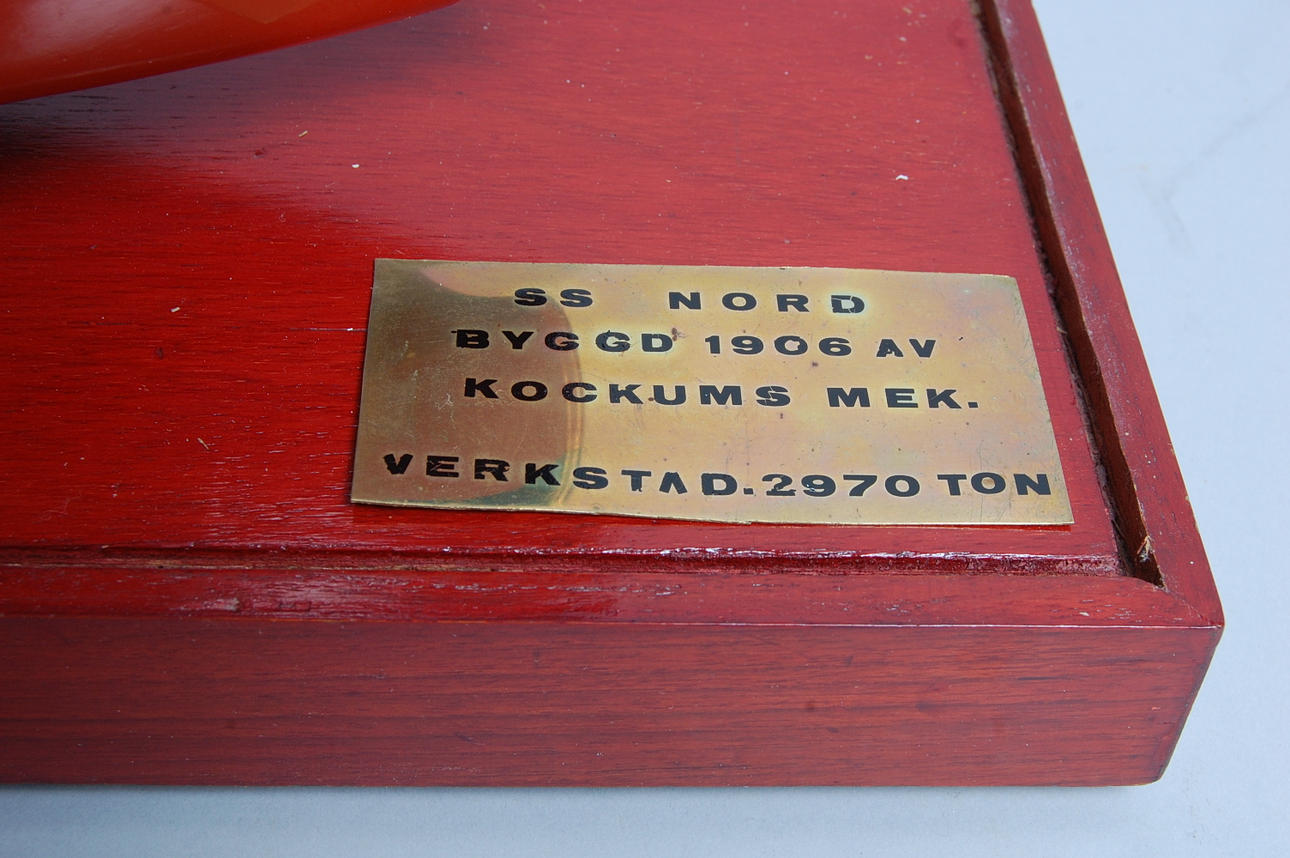 SS NORD
BYGGD 1906 AV
KOCKUMS MEK.
VERKSTAD. 2970 TON